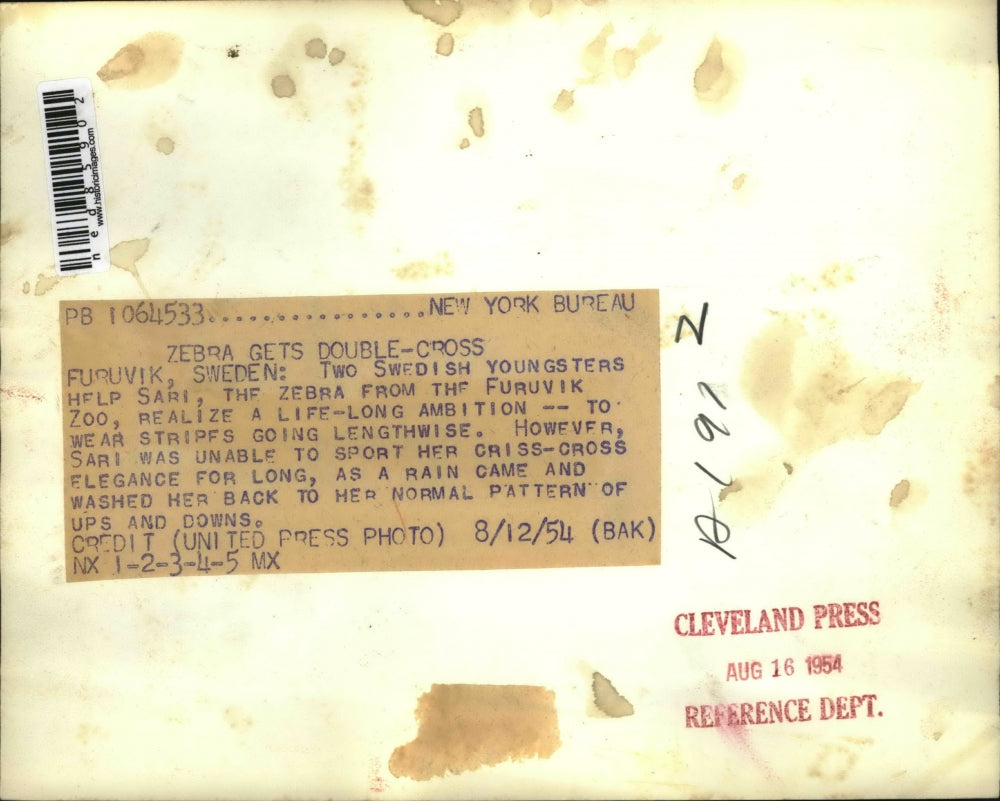 ned85902
www.historicimages.com
PB 1064533................NEW YORK BUREAU
ZEBRA GETS DOUBLE-CROSS
FURUVIK, SWEDEN: TWO SWEDISH YOUNGSTERS
HELP SARI, THE ZEBRA FROM THE FURUVIK
ZOO, REALIZE A LIFE-LONG AMBITION -- TO
WEAR STRIPES GOING LENGTHWISE. HOWEVER,
SARI WAS UNABLE TO SPORT HER CRISS-CROSS
ELEGANCE FOR LONG, AS A RAIN CAME AND
WASHED HER BACK TO HER NORMAL PATTERN OF
UPS AND DOWNS.
CREDIT (UNITED PRESS PHOTO) 8/12/54 (BAK)
NX 1-2-3-4-5 MX
CLEVELAND PRESS
AUG 16 1954
REFERENCE DEPT.